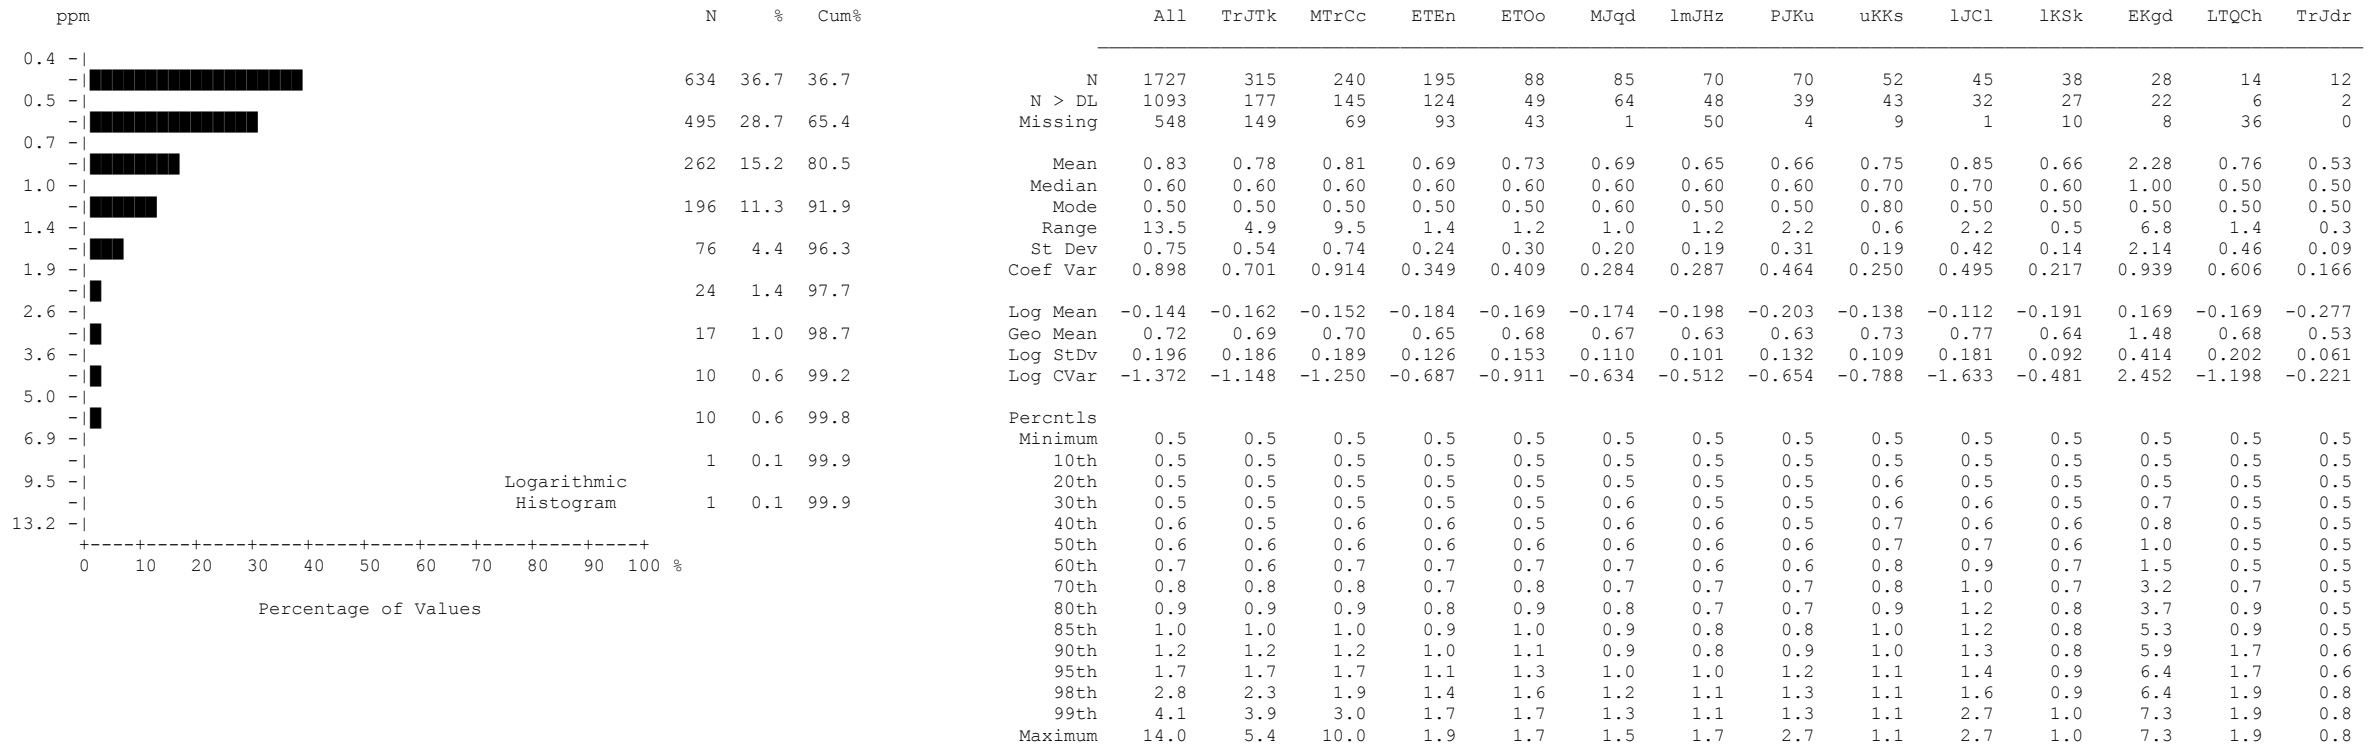 ppm N % Cum% All TrJTk MTrCc ETEn ETOo MJqd lmJHz PJKu uKKs lJCl lKSk EKgd LTQCh TrJdr
0.4 -|
-| 634 36.7 36.7 N 1727 315 240 195 88 85 70 70 52 45 38 28 14 12
0.5 -| N > DL 1093 177 145 124 49 64 48 39 43 32 27 22 6 2
-| 495 28.7 65.4 Missing 548 149 69 93 43 1 50 4 9 1 10 8 36 0
0.7 -|
-| 262 15.2 80.5 Mean 0.83 0.78 0.81 0.69 0.73 0.69 0.65 0.66 0.75 0.85 0.66 2.28 0.76 0.53
1.0 -| Median 0.60 0.60 0.60 0.60 0.60 0.60 0.60 0.60 0.70 0.70 0.60 1.00 0.50 0.50
-| 196 11.3 91.9 Mode 0.50 0.50 0.50 0.50 0.50 0.60 0.50 0.50 0.80 0.50 0.50 0.50 0.50 0.50
1.4 -| Range 13.5 4.9 9.5 1.4 1.2 1.0 1.2 2.2 0.6 2.2 0.5 6.8 1.4 0.3
-| 76 4.4 96.3 St Dev 0.75 0.54 0.74 0.24 0.30 0.20 0.19 0.31 0.19 0.42 0.14 2.14 0.46 0.09
1.9 -| Coef Var 0.898 0.701 0.914 0.349 0.409 0.284 0.287 0.464 0.250 0.495 0.217 0.939 0.606 0.166
-| 24 1.4 97.7
2.6 -| Log Mean -0.144 -0.162 -0.152 -0.184 -0.169 -0.174 -0.198 -0.203 -0.138 -0.112 -0.191 0.169 -0.169 -0.277
-| 17 1.0 98.7 Geo Mean 0.72 0.69 0.70 0.65 0.68 0.67 0.63 0.63 0.73 0.77 0.64 1.48 0.68 0.53
3.6 -| Log StDv 0.196 0.186 0.189 0.126 0.153 0.110 0.101 0.132 0.109 0.181 0.092 0.414 0.202 0.061
-| 10 0.6 99.2 Log CVar -1.372 -1.148 -1.250 -0.687 -0.911 -0.634 -0.512 -0.654 -0.788 -1.633 -0.481 2.452 -1.198 -0.221
5.0 -|
-| 10 0.6 99.8 Percntls
6.9 -| Minimum 0.5 0.5 0.5 0.5 0.5 0.5 0.5 0.5 0.5 0.5 0.5 0.5 0.5 0.5
-| 1 0.1 99.9 10th 0.5 0.5 0.5 0.5 0.5 0.5 0.5 0.5 0.5 0.5 0.5 0.5 0.5 0.5
9.5 -| Logarithmic 20th 0.5 0.5 0.5 0.5 0.5 0.5 0.5 0.5 0.6 0.5 0.5 0.5 0.5 0.5
-| Histogram 1 0.1 99.9 30th 0.5 0.5 0.5 0.5 0.5 0.6 0.5 0.5 0.6 0.6 0.5 0.7 0.5 0.5
13.2 -| 40th 0.6 0.5 0.6 0.6 0.5 0.6 0.6 0.5 0.7 0.6 0.6 0.8 0.5 0.5
+----+----+----+----+----+----+----+----+----+----+ 50th 0.6 0.6 0.6 0.6 0.6 0.6 0.6 0.6 0.7 0.7 0.6 1.0 0.5 0.5
0 10 20 30 40 50 60 70 80 90 100 % 60th 0.7 0.6 0.7 0.7 0.7 0.7 0.6 0.6 0.8 0.9 0.7 1.5 0.5 0.5
70th 0.8 0.8 0.8 0.7 0.8 0.7 0.7 0.7 0.8 1.0 0.7 3.2 0.7 0.5
Percentage of Values 80th 0.9 0.9 0.9 0.8 0.9 0.8 0.7 0.7 0.9 1.2 0.8 3.7 0.9 0.5
85th 1.0 1.0 1.0 0.9 1.0 0.9 0.8 0.8 1.0 1.2 0.8 5.3 0.9 0.5
90th 1.2 1.2 1.2 1.0 1.1 0.9 0.8 0.9 1.0 1.3 0.8 5.9 1.7 0.6
95th 1.7 1.7 1.7 1.1 1.3 1.0 1.0 1.2 1.1 1.4 0.9 6.4 1.7 0.6
98th 2.8 2.3 1.9 1.4 1.6 1.2 1.1 1.3 1.1 1.6 0.9 6.4 1.9 0.8
99th 4.1 3.9 3.0 1.7 1.7 1.3 1.1 1.3 1.1 2.7 1.0 7.3 1.9 0.8
Maximum 14.0 5.4 10.0 1.9 1.7 1.5 1.7 2.7 1.1 2.7 1.0 7.3 1.9 0.8